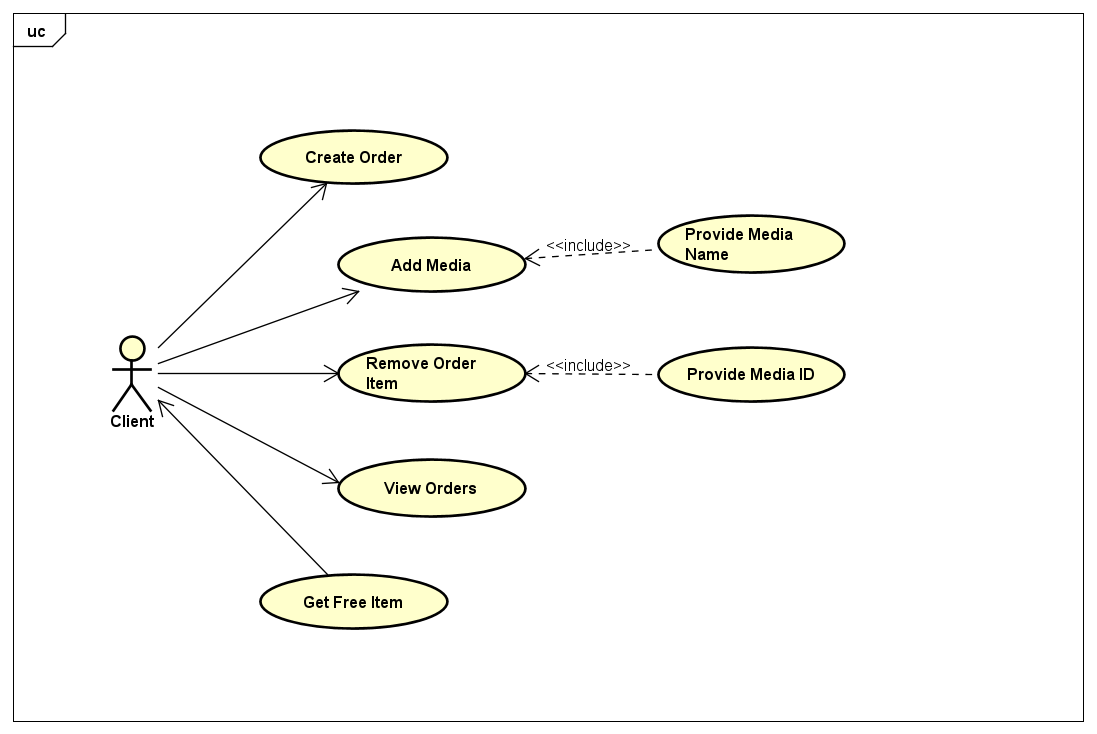 uc
Create Order
Add Media
<<include>>
Provide Media
Name
Remove Order
Item
<<include>>
Provide Media ID
Client
View Orders
Get Free Item